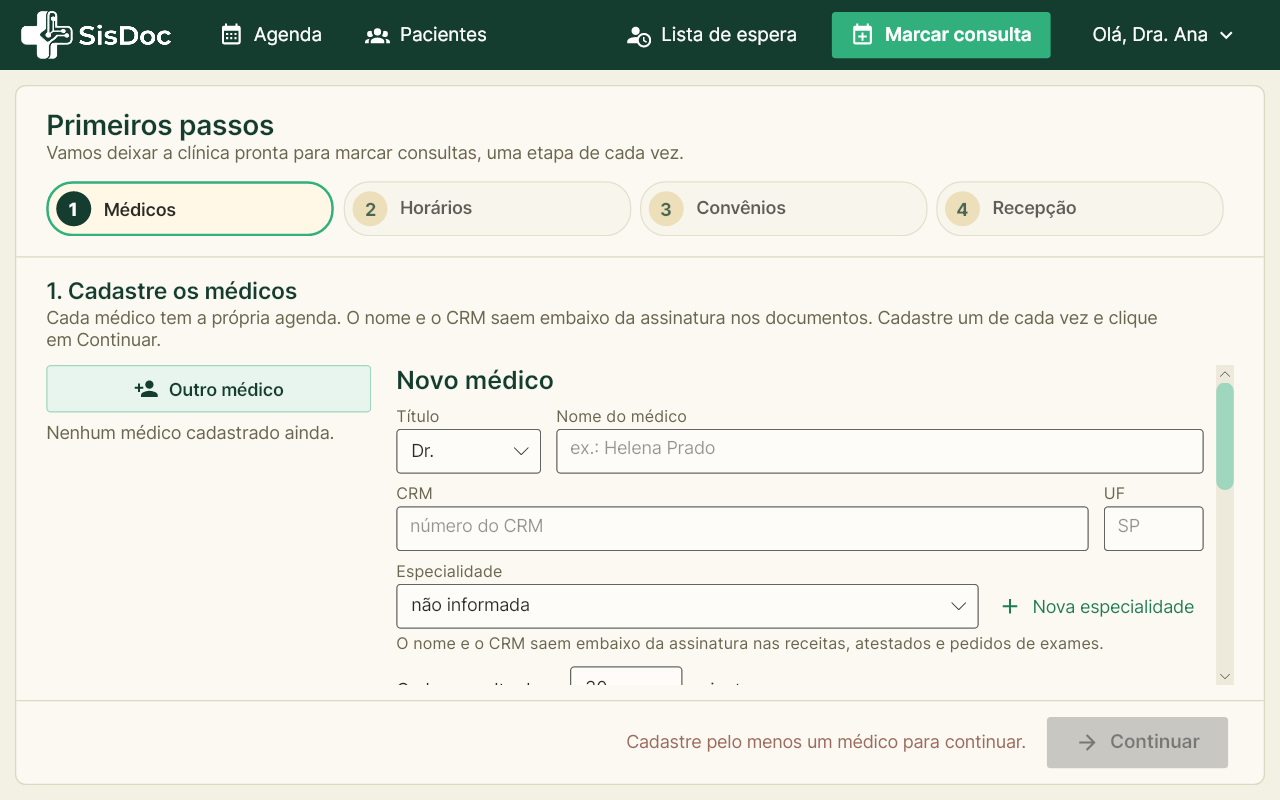 SisDoc
Agenda
Pacientes
Lista de espera
Marcar consulta
Olá, Dra. Ana
Primeiros passos
Vamos deixar a clínica pronta para marcar consultas, uma etapa de cada vez.
1 Médicos
2 Horários
3 Convênios
4 Recepção
1. Cadastre os médicos
Cada médico tem a própria agenda. O nome e o CRM saem embaixo da assinatura nos documentos. Cadastre um de cada vez e clique
em Continuar.
Outro médico
Nenhum médico cadastrado ainda.
Novo médico
Título
Nome do médico
Dr.
ex.: Helena Prado
CRM
UF
número do CRM
SP
Especialidade
não informada
+ Nova especialidade
O nome e o CRM saem embaixo da assinatura nas receitas, atestados e pedidos de exames.
Cadastre pelo menos um médico para continuar.
Continuar